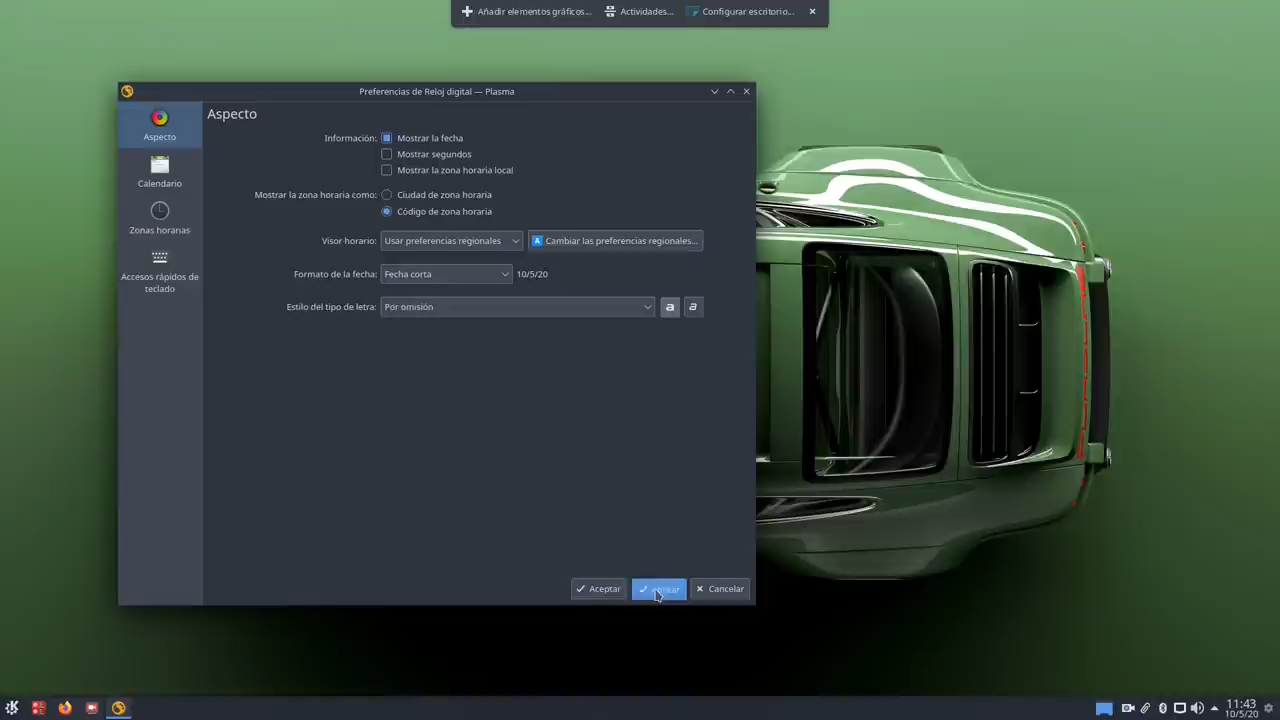 Añadir elementos gráficos... Actividades... Configurar escritorio...
Preferencias de Reloj digital — Plasma
Aspecto
Calendario
Zonas horarias
Accesos rápidos de
teclado
Aspecto
Información: Mostrar la fecha
Mostrar segundos
Mostrar la zona horaria local
Mostrar la zona horaria como: Ciudad de zona horaria
Código de zona horaria
Visor horario: Usar preferencias regionales Cambiar las preferencias regionales...
Formato de la fecha: Fecha corta 10/5/20
Estilo del tipo de letra: Por omisión a a
Aceptar Cancelar
11:43
10/5/20